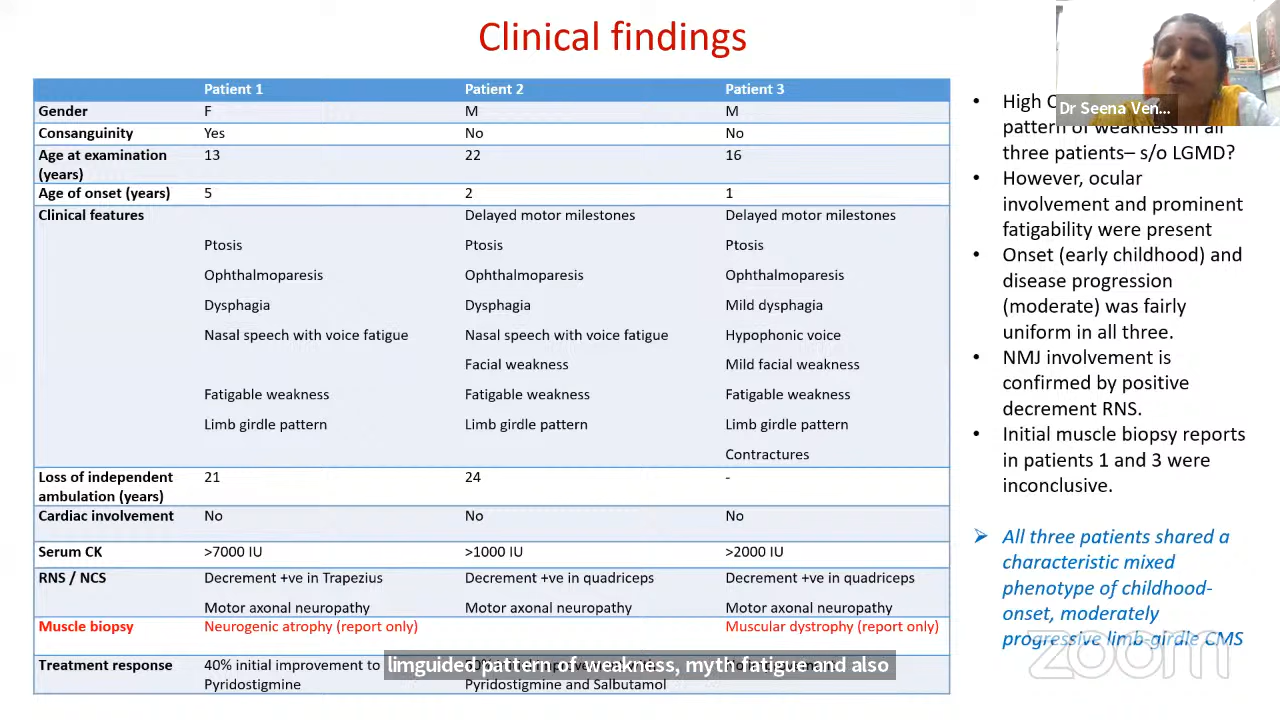 Clinical findings
Patient 1 Patient 2 Patient 3
Gender F M M
Consanguinity Yes No No
Age at examination 13 22 16
(years)
Age of onset (years) 5 2 1
Clinical features Delayed motor milestones Delayed motor milestones
Ptosis Ptosis Ptosis
Ophthalmoparesis Ophthalmoparesis Ophthalmoparesis
Dysphagia Dysphagia Mild dysphagia
Nasal speech with voice fatigue Nasal speech with voice fatigue Hypophonic voice
Facial weakness Mild facial weakness
Fatigable weakness Fatigable weakness Fatigable weakness
Limb girdle pattern Limb girdle pattern Limb girdle pattern
Contractures
Loss of independent 21 24 -
ambulation (years)
Cardiac involvement No No No
Serum CK >7000 IU >1000 IU >2000 IU
RNS / NCS Decrement +ve in Trapezius Decrement +ve in quadriceps Decrement +ve in quadriceps
Motor axonal neuropathy Motor axonal neuropathy Motor axonal neuropathy
Muscle biopsy Neurogenic atrophy (report only) Muscular dystrophy (report only)
Treatment response 40% initial improvement to
Pyridostigmine Pyridostigmine and Salbutamol
• High
pattern of weakness in all
three patients– s/o LGMD?
• However, ocular
involvement and prominent
fatigability were present
• Onset (early childhood) and
disease progression
(moderate) was fairly
uniform in all three.
• NMJ involvement is
confirmed by positive
decrement RNS.
• Initial muscle biopsy reports
in patients 1 and 3 were
inconclusive.
➢ All three patients shared a
characteristic mixed
phenotype of childhood-
onset, moderately
progressive limb-girdle CMS
Dr Seena Ven...
limguided pattern of weakness, myth fatigue and also
zoom